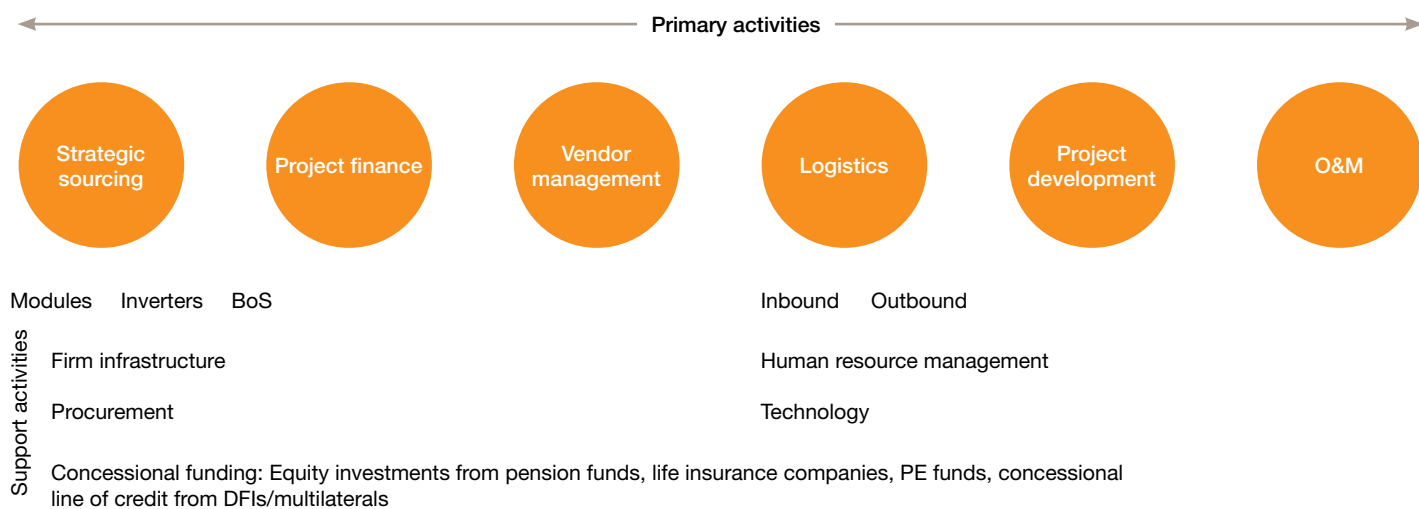 Primary activities
Strategic
sourcing
Project finance
Vendor
management
Logistics
Project
development
O&M
Modules Inverters BoS
Inbound Outbound
Support activities
Firm infrastructure
Human resource management
Procurement
Technology
Concessional funding: Equity investments from pension funds, life insurance companies, PE funds, concessional
line of credit from DFIs/multilaterals